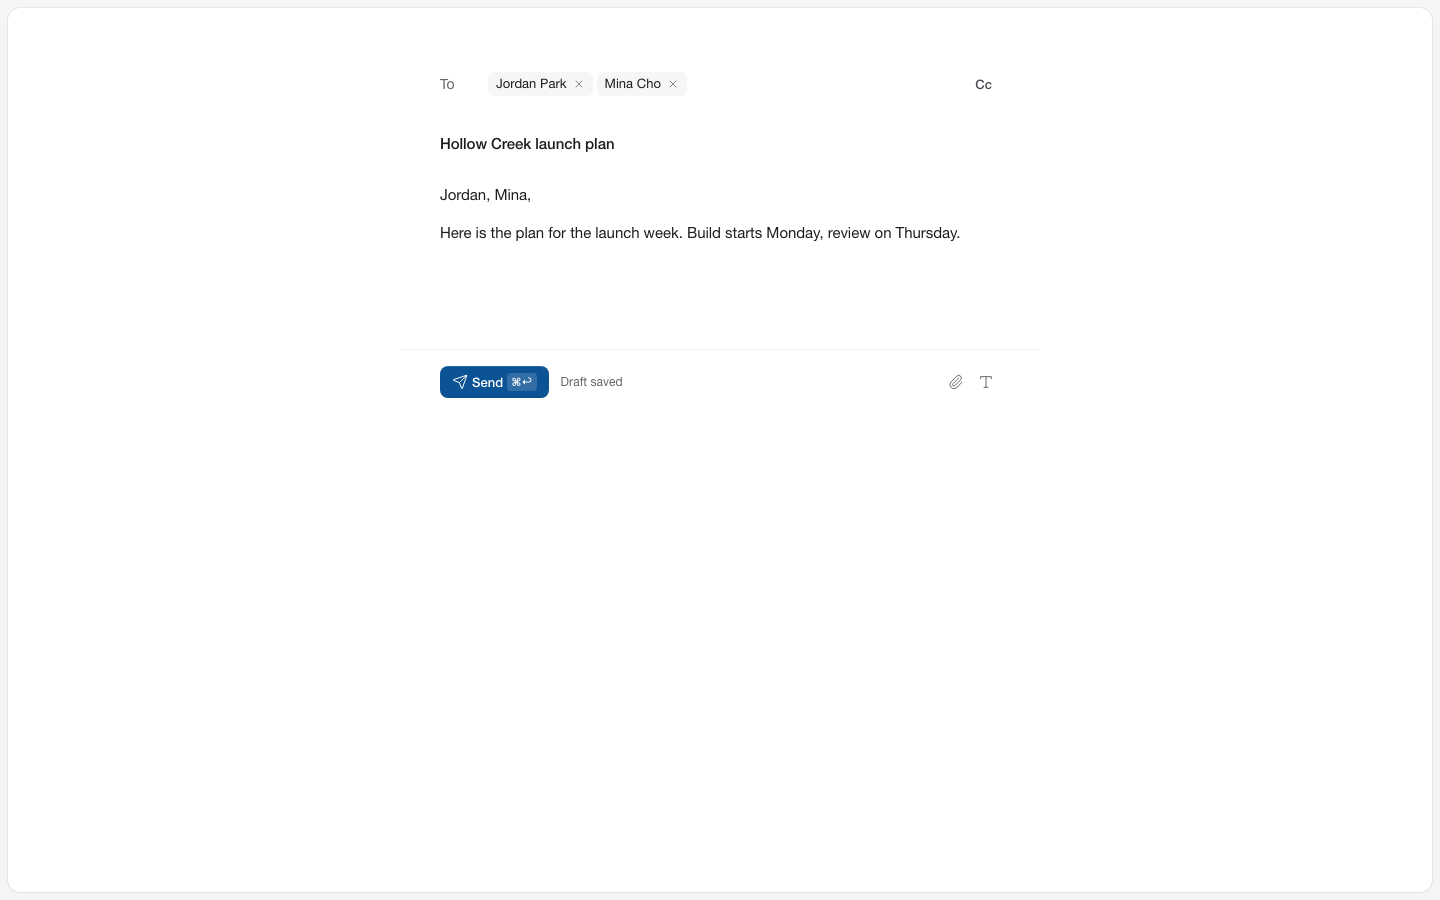 To Jordan Park Mina Cho Cc
Hollow Creek launch plan
Jordan, Mina,
Here is the plan for the launch week. Build starts Monday, review on Thursday.
Send ⌘↩ Draft saved